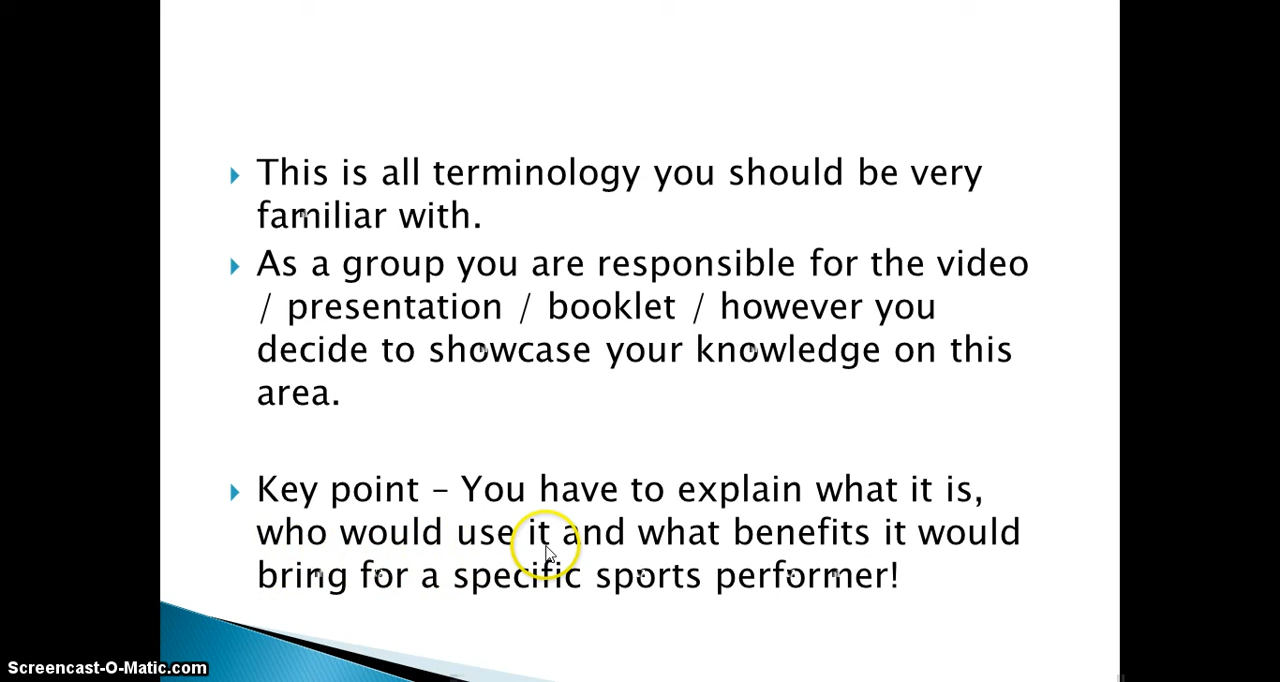 This is all terminology you should be very
familiar with.
As a group you are responsible for the video
/ presentation / booklet / however you
decide to showcase your knowledge on this
area.
Key point – You have to explain what it is,
who would use it and what benefits it would
bring for a specific sports performer!
Screencast-O-Matic.com